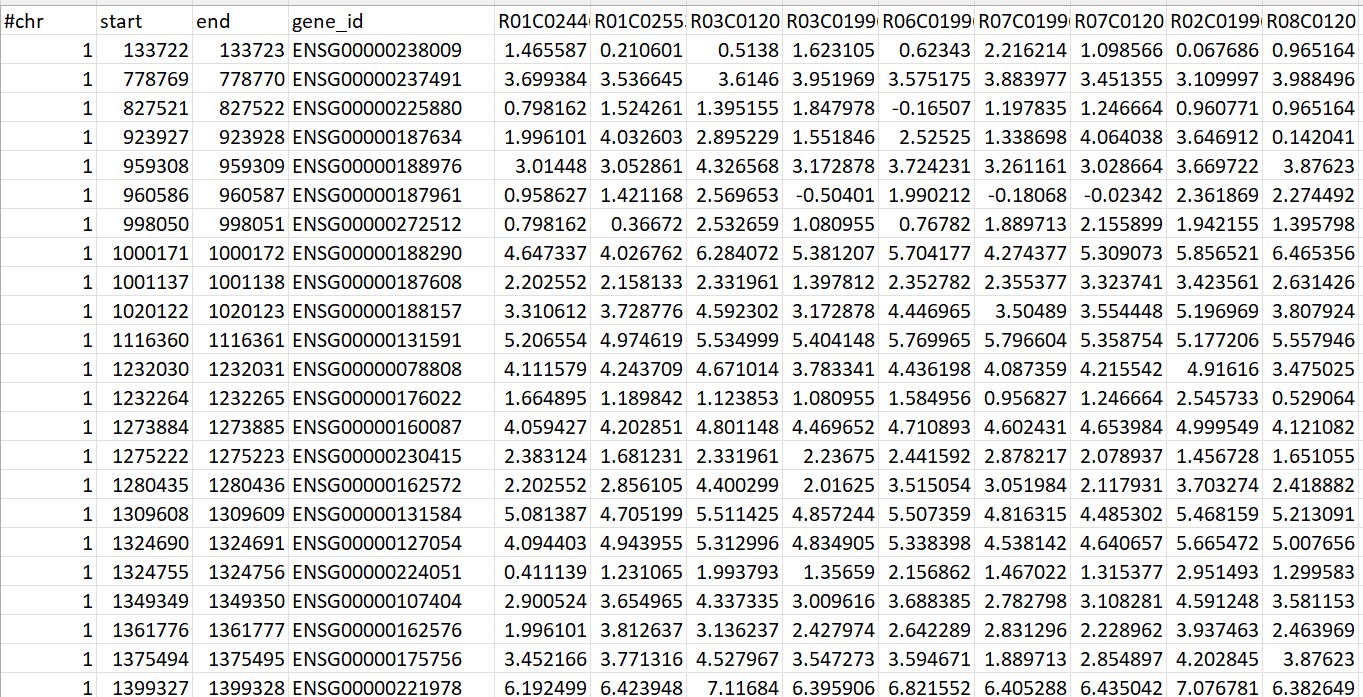 #chr start end gene_id R01C0244 R01C0255 R03C0120 R03C0199 R06C0199 R07C0199 R07C0120 R02C0199 R08C0120
1 133722 133723 ENSG00000238009 1.465587 0.210601 0.5138 1.623105 0.62343 2.216214 1.098566 0.067686 0.965164
1 778769 778770 ENSG00000237491 3.699384 3.536645 3.6146 3.951969 3.575175 3.883977 3.451355 3.109997 3.988496
1 827521 827522 ENSG00000225880 0.798162 1.524261 1.395155 1.847978 -0.16507 1.197835 1.246664 0.960771 0.965164
1 923927 923928 ENSG00000187634 1.996101 4.032603 2.895229 1.551846 2.52525 1.338698 4.064038 3.646912 0.142041
1 959308 959309 ENSG00000188976 3.01448 3.052861 4.326568 3.172878 3.724231 3.261161 3.028664 3.669722 3.87623
1 960586 960587 ENSG00000187961 0.958627 1.421168 2.569653 -0.50401 1.990212 -0.18068 -0.02342 2.361869 2.274492
1 998050 998051 ENSG00000272512 0.798162 0.36672 2.532659 1.080955 0.76782 1.889713 2.155899 1.942155 1.395798
1 1000171 1000172 ENSG00000188290 4.647337 4.026762 6.284072 5.381207 5.704177 4.274377 5.309073 5.856521 6.465356
1 1001137 1001138 ENSG00000187608 2.202552 2.158133 2.331961 1.397812 2.352782 2.355377 3.323741 3.423561 2.631426
1 1020122 1020123 ENSG00000188157 3.310612 3.728776 4.592302 3.172878 4.446965 3.50489 3.554448 5.196969 3.807924
1 1116360 1116361 ENSG00000131591 5.206554 4.974619 5.534999 5.404148 5.769965 5.796604 5.358754 5.177206 5.557946
1 1232030 1232031 ENSG00000078808 4.111579 4.243709 4.671014 3.783341 4.436198 4.087359 4.215542 4.91616 3.475025
1 1232264 1232265 ENSG00000176022 1.664895 1.189842 1.123853 1.080955 1.584956 0.956827 1.246664 2.545733 0.529064
1 1273884 1273885 ENSG00000160087 4.059427 4.202851 4.801148 4.469652 4.710893 4.602431 4.653984 4.999549 4.121082
1 1275222 1275223 ENSG00000230415 2.383124 1.681231 2.331961 2.23675 2.441592 2.878217 2.078937 1.456728 1.651055
1 1280435 1280436 ENSG00000162572 2.202552 2.856105 4.400299 2.01625 3.515054 3.051984 2.117931 3.703274 2.418882
1 1309608 1309609 ENSG00000131584 5.081387 4.705199 5.511425 4.857244 5.507359 4.816315 4.485302 5.468159 5.213091
1 1324690 1324691 ENSG00000127054 4.094403 4.943955 5.312996 4.834905 5.338398 4.538142 4.640657 5.665472 5.007656
1 1324755 1324756 ENSG00000224051 0.411139 1.231065 1.993793 1.35659 2.156862 1.467022 1.315377 2.951493 1.299583
1 1349349 1349350 ENSG00000107404 2.900524 3.654965 4.337335 3.009616 3.688385 2.782798 3.108281 4.591248 3.581153
1 1361776 1361777 ENSG00000162576 1.996101 3.812637 3.136237 2.427974 2.642289 2.831296 2.228962 3.937463 2.463969
1 1375494 1375495 ENSG00000175756 3.452166 3.771316 4.527967 3.547273 3.594671 1.889713 2.854897 4.202845 3.87623
1 1399327 1399328 ENSG00000221978 6.192499 6.423948 7.11684 6.395906 6.821552 6.405288 6.435042 7.076781 6.382649